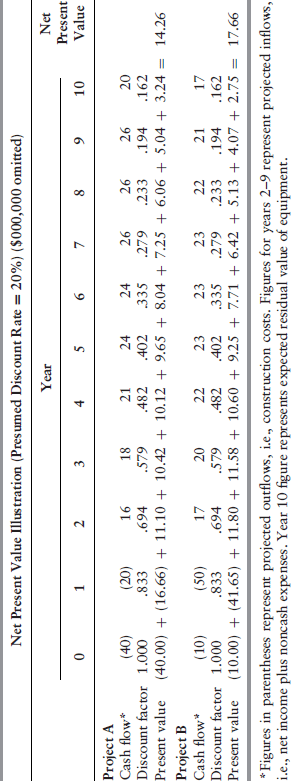 Net Present Value Illustration (Presumed Discount Rate = 20%) ($000,000 omitted)
Year
Net Present Value
0 1 2 3 4 5 6 7 8 9 10
Project A
Cash flow* (40) (20) 16 18 21 24 24 26 26 26 20
Discount factor 1.000 .833 .694 .579 .482 .402 .335 .279 .233 .194 .162
Present value (40.00) + (16.66) + 11.10 + 10.42 + 10.12 + 9.65 + 8.04 + 7.25 + 6.06 + 5.04 + 3.24 = 14.26
Project B
Cash flow* (10) (50) 17 20 22 23 23 23 22 21 17
Discount factor 1.000 .833 .694 .579 .482 .402 .335 .279 .233 .194 .162
Present value (10.00) + (41.65) + 11.80 + 11.58 + 10.60 + 9.25 + 7.71 + 6.42 + 5.13 + 4.07 + 2.75 = 17.66
*Figures in parentheses represent projected outflows, i.e., construction costs. Figures for years 2–9 represent projected inflows,
i.e., net income plus noncash expenses. Year 10 figure represents expected residual value of equipment.